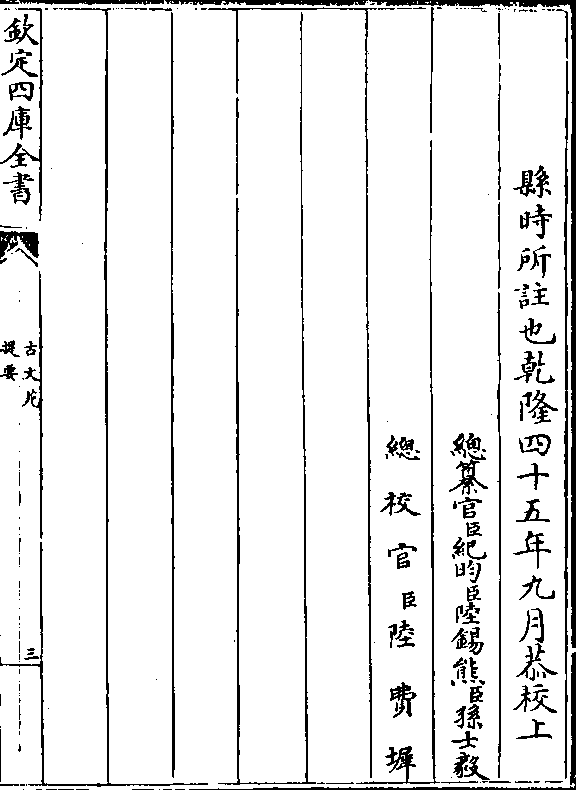 縣時所註也乾隆四十五年九月恭校上
總纂官臣紀昀臣陸錫熊臣孫士毅
總校官臣陸費墀
欽定四庫全書
古文苑
提要
三